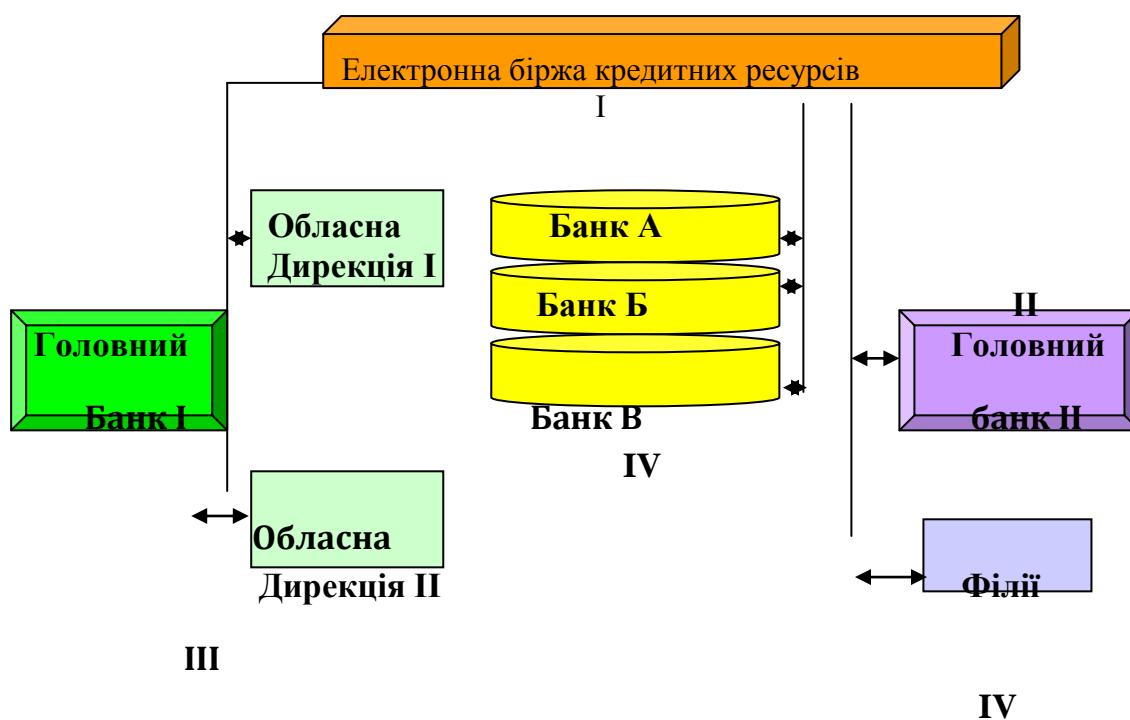 Електронна біржа кредитних ресурсів
I
Обласна
Дирекція I
Банк А
Банк Б
Банк В
IV
Головний
Банк I
II
Головний
банк II
Обласна
Дирекція II
Філії
III
IV